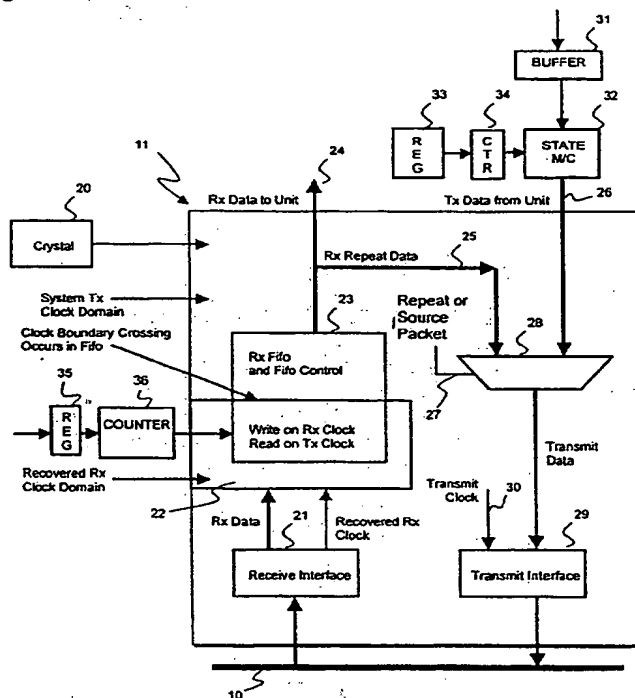 31
BUFFER
33
34
32
REG
CTR
STATE
M/C
11
24
20
Rx Data to Unit
Tx Data from Unit
26
Crystal
25
Rx Repeat Data
System Tx
Clock Domain
23
Repeat or
Source
Packet
28
Clock Boundary Crossing
Occurs in Fifo
Rx Fifo
and Fifo Control
35
36
27
REG
COUNTER
Write on Rx Clock
Read on Tx Clock
Transmit
Data
Recovered Rx
Clock Domain
22
Rx Data
21
Recovered Rx
Clock
Transmit
Clock
30
29
Receive Interface
Transmit Interface
10